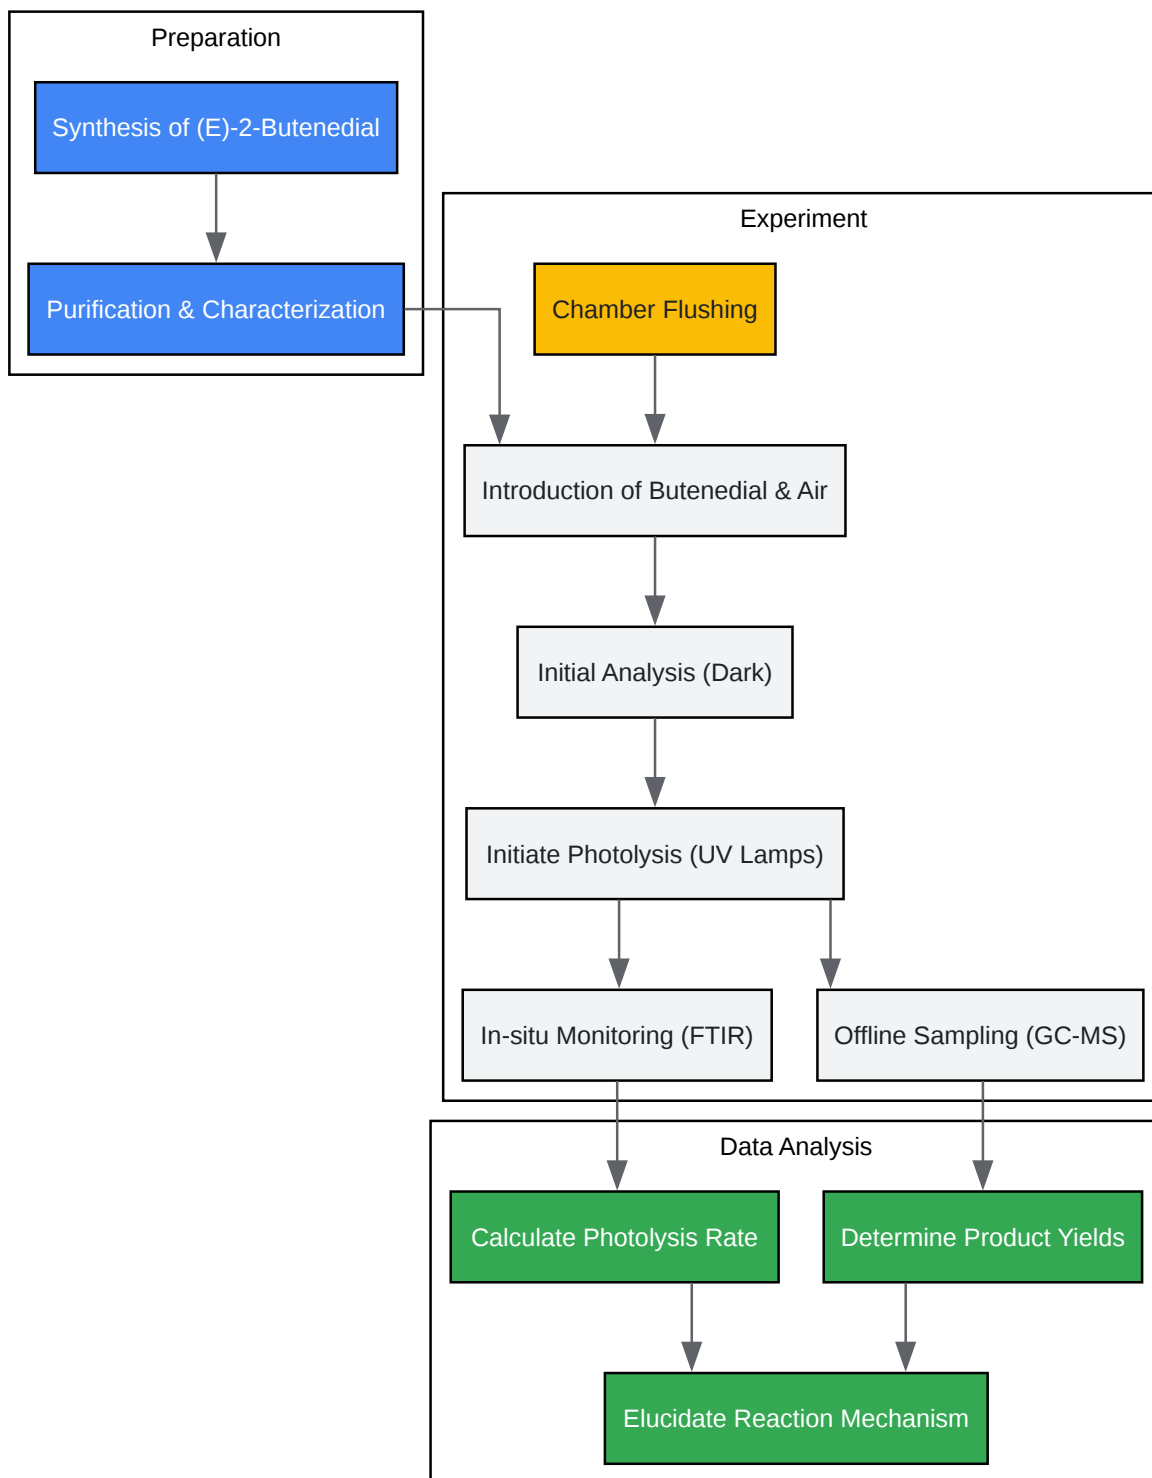 Preparation
Synthesis of (E)-2-Butenedial
Purification & Characterization
Experiment
Chamber Flushing
Introduction of Butenedial & Air
Initial Analysis (Dark)
Initiate Photolysis (UV Lamps)
In-situ Monitoring (FTIR)
Offline Sampling (GC-MS)
Data Analysis
Calculate Photolysis Rate
Determine Product Yields
Elucidate Reaction Mechanism